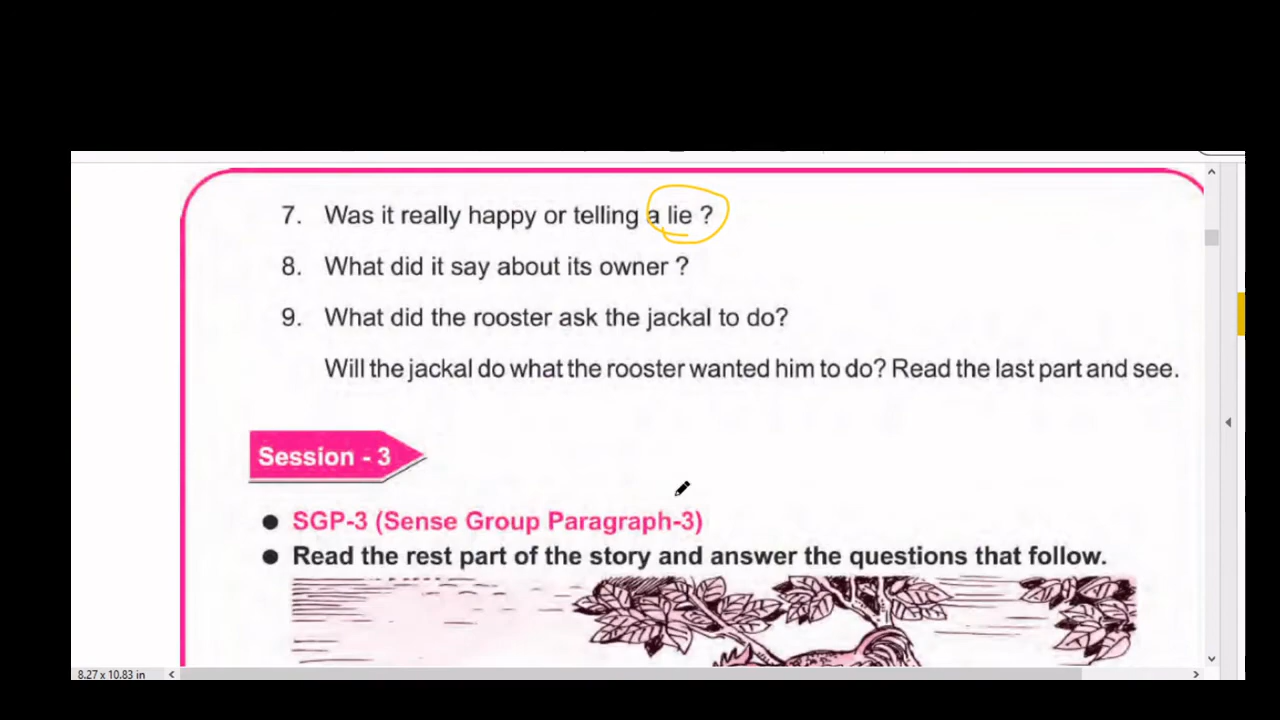 7. Was it really happy or telling a lie ?
8. What did it say about its owner ?
9. What did the rooster ask the jackal to do?
Will the jackal do what the rooster wanted him to do? Read the last part and see.
Session - 3
● SGP-3 (Sense Group Paragraph-3)
● Read the rest part of the story and answer the questions that follow.
8.27 x 10.83 in